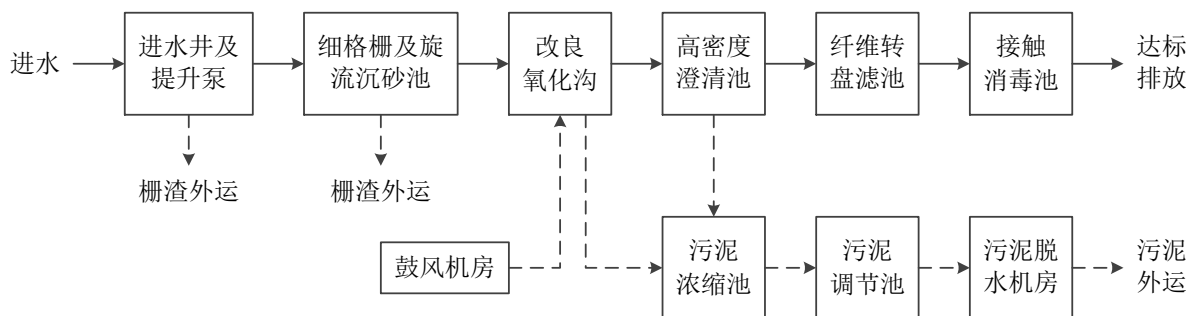 进水
进水井及
提升泵
细格栅及旋
流沉砂池
改良
氧化沟
高密度
澄清池
纤维转
盘滤池
接触
消毒池
达标
排放
栅渣外运
栅渣外运
鼓风机房
污泥
浓缩池
污泥
调节池
污泥脱
水机房
污泥
外运